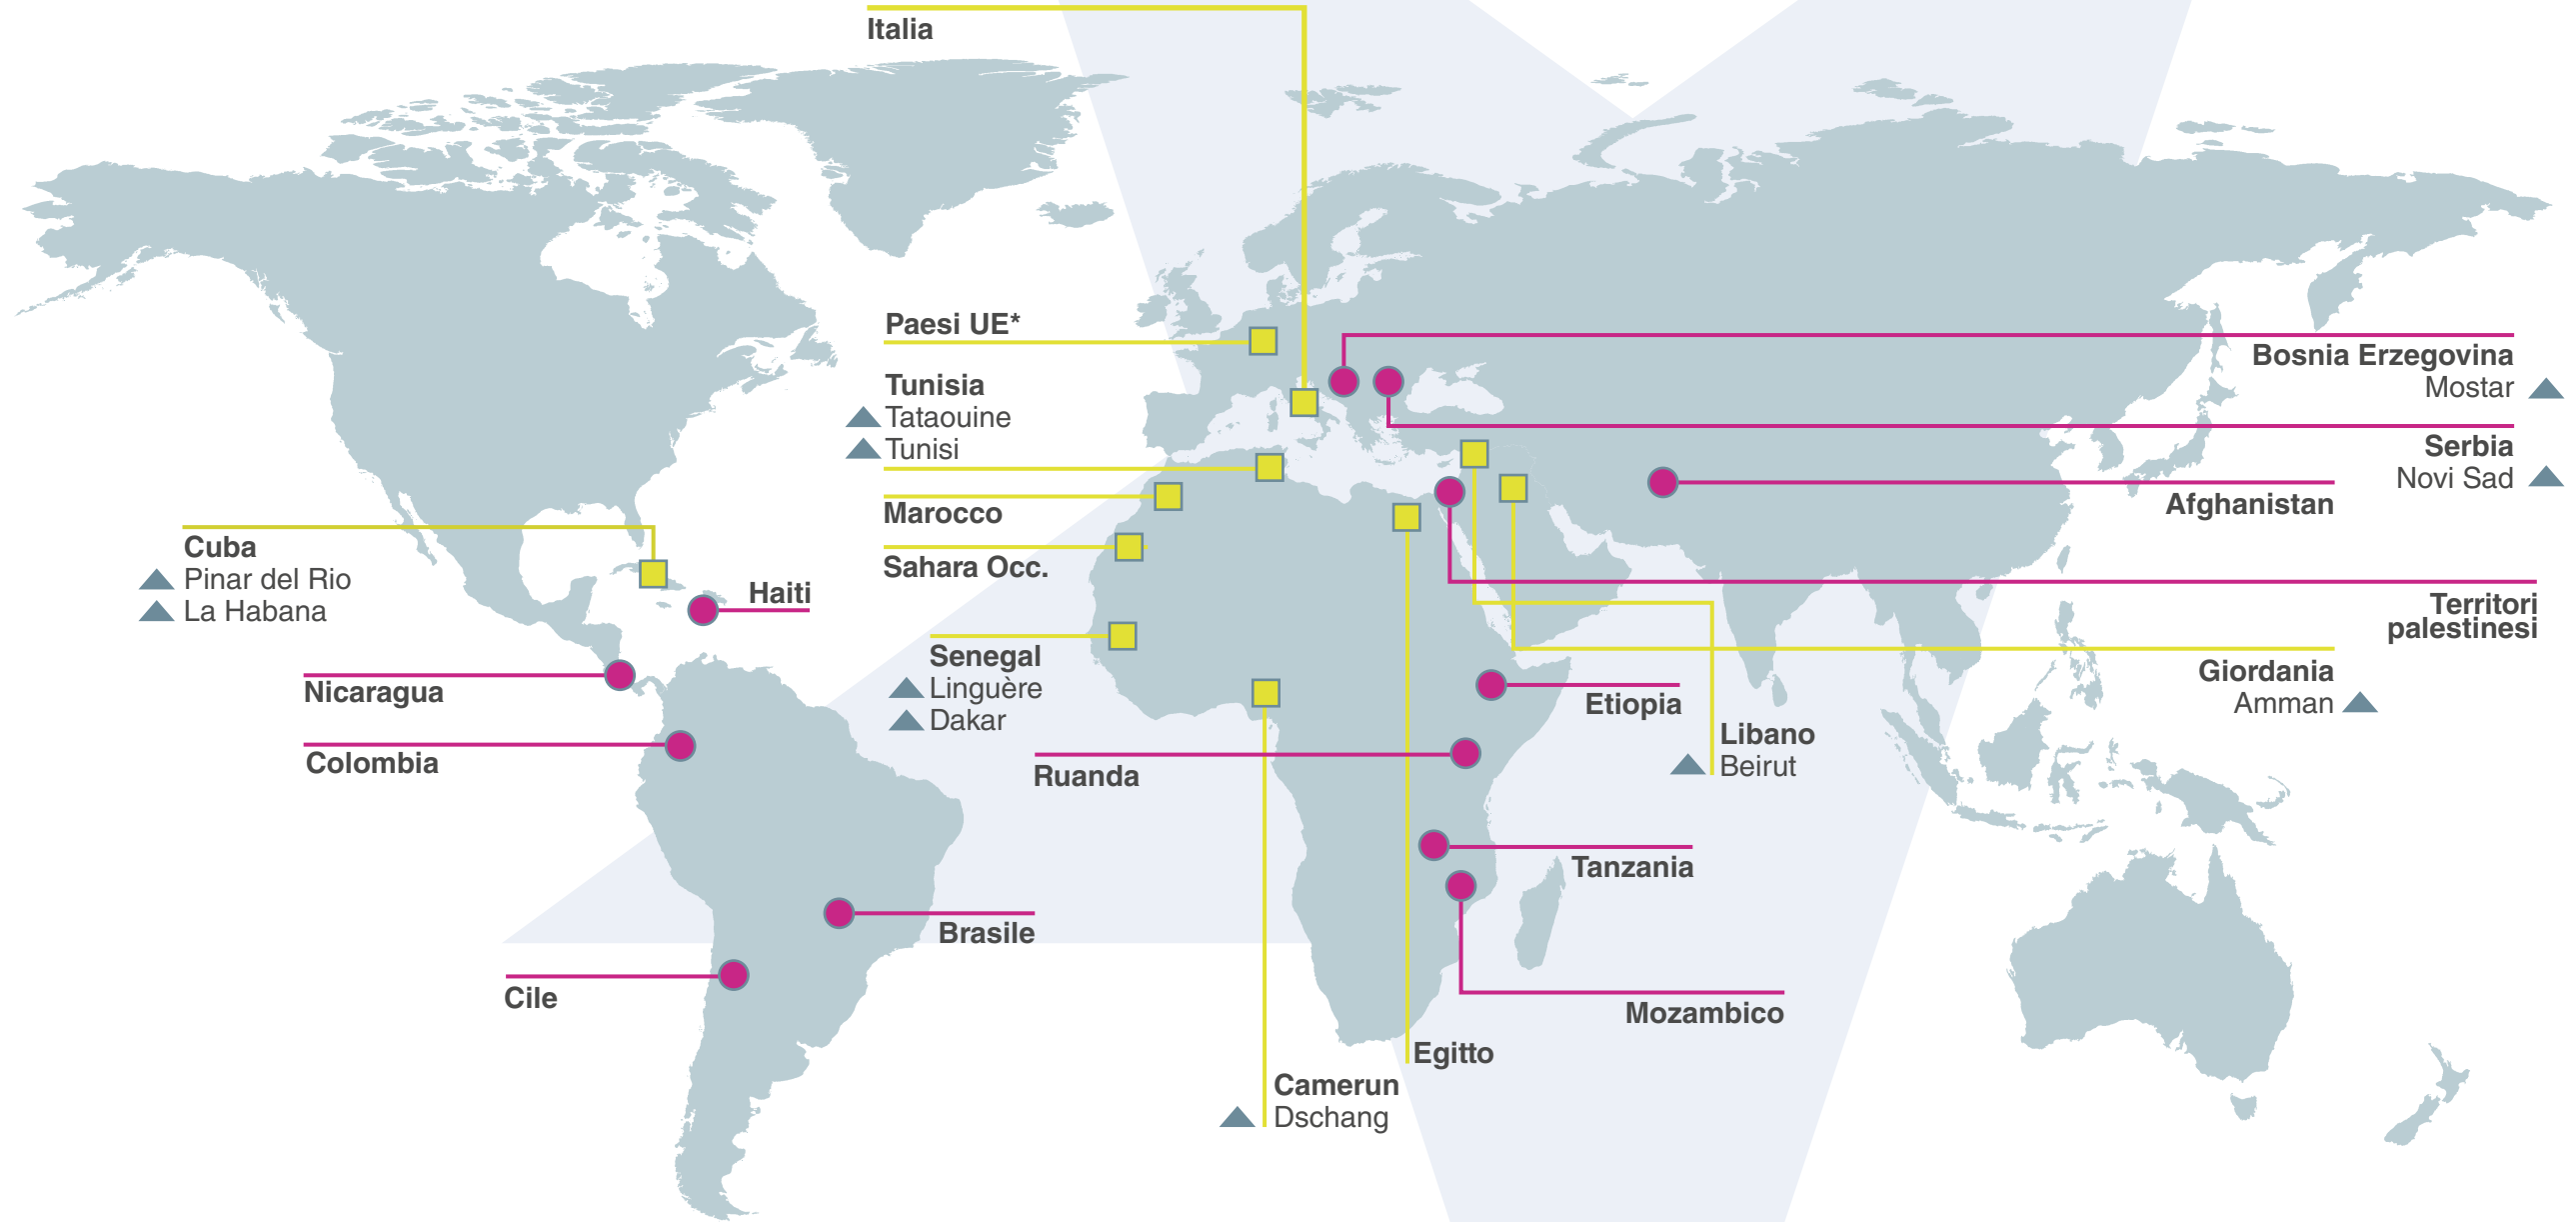 Italia
Paesi UE*
Tunisia
Tataouine
Tunisi
Marocco
Sahara Occ.
Cuba
Pinar del Rio
La Habana
Haiti
Nicaragua
Colombia
Senegal
Linguère
Dakar
Ruanda
Brasile
Cile
Camerun
Dschang
Egitto
Mozambico
Tanzania
Etiopia
Libano
Beirut
Bosnia Erzegovina
Mostar
Serbia
Novi Sad
Afghanistan
Territori
palestinesi
Giordania
Amman